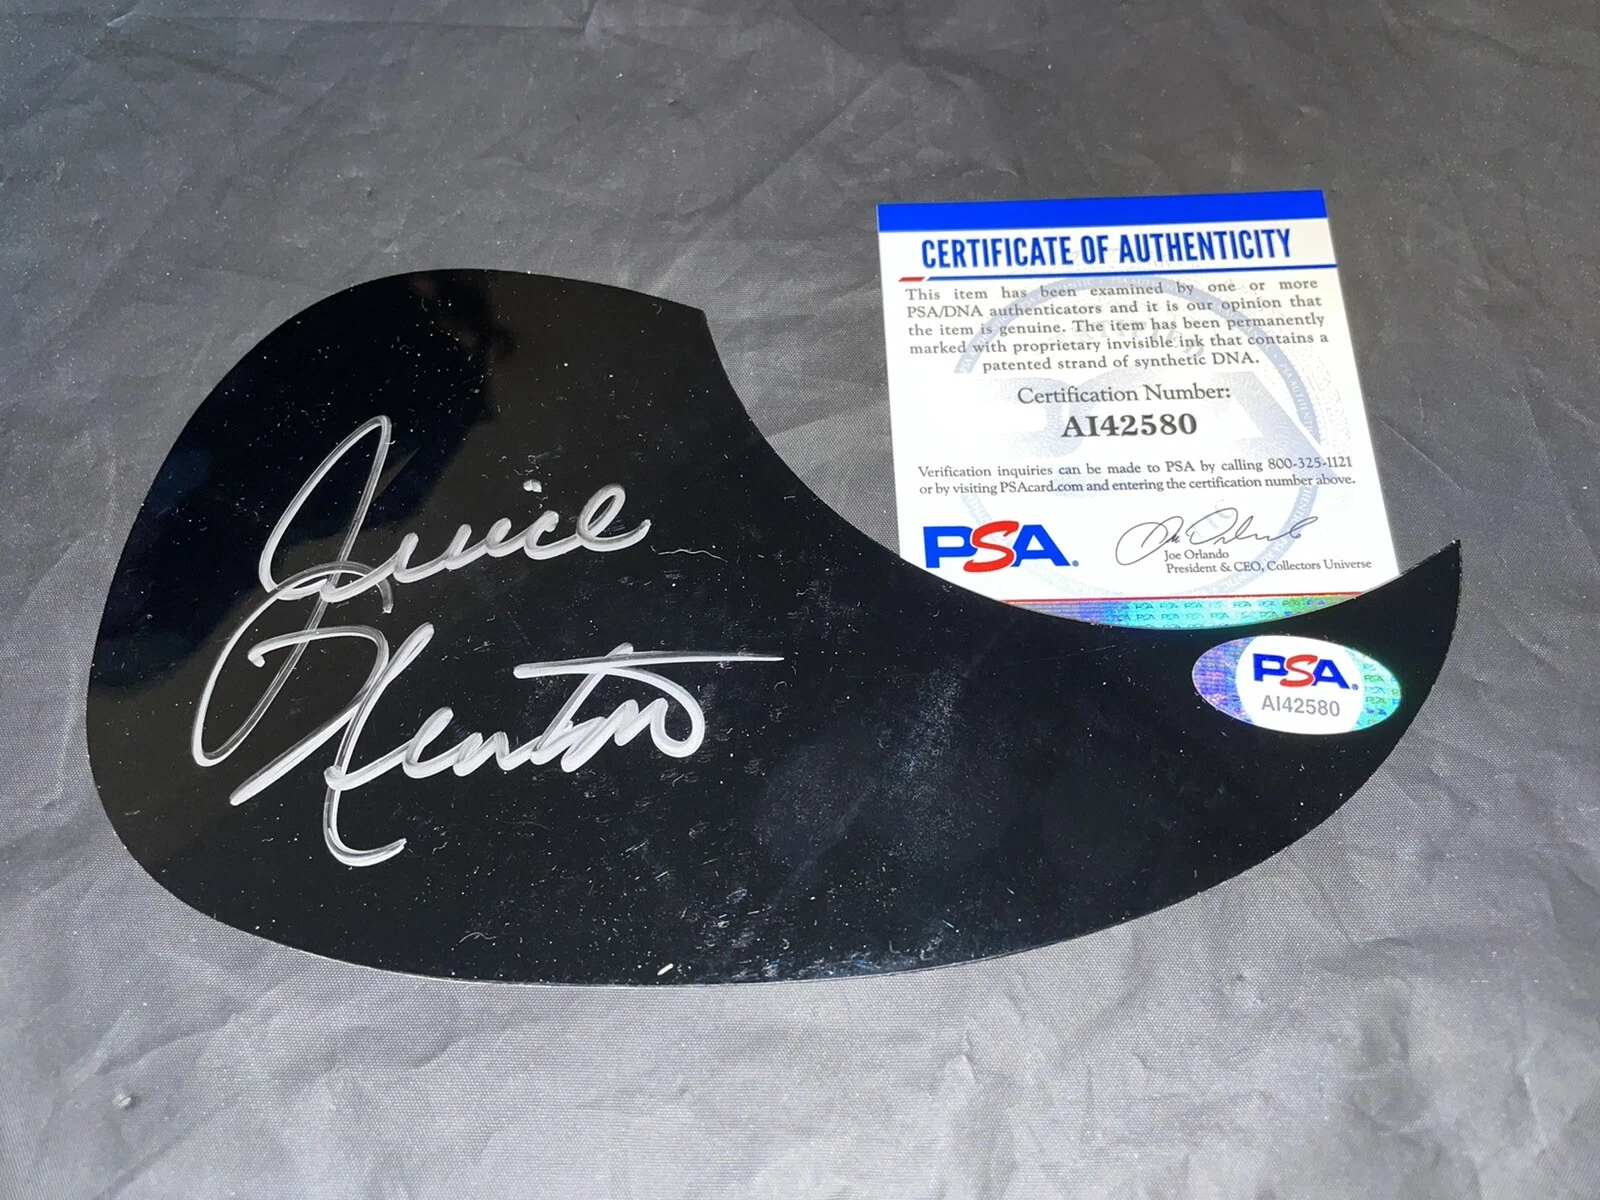 Juice
Newton
CERTIFICATE OF AUTHENTICITY
This item has been examined by one or more
PSA/DNA authenticators and it is our opinion that
the item is genuine. The item has been permanently
marked with proprietary invisible ink that contains a
patented strand of synthetic DNA.
Certification Number:
AI42580
Verification inquiries can be made to PSA by calling 800-325-1121
or by visiting PSAcard.com and entering the certification number above.
PSA.
Joe Orlando
President & CEO, Collectors Universe
PSA.
AI42580